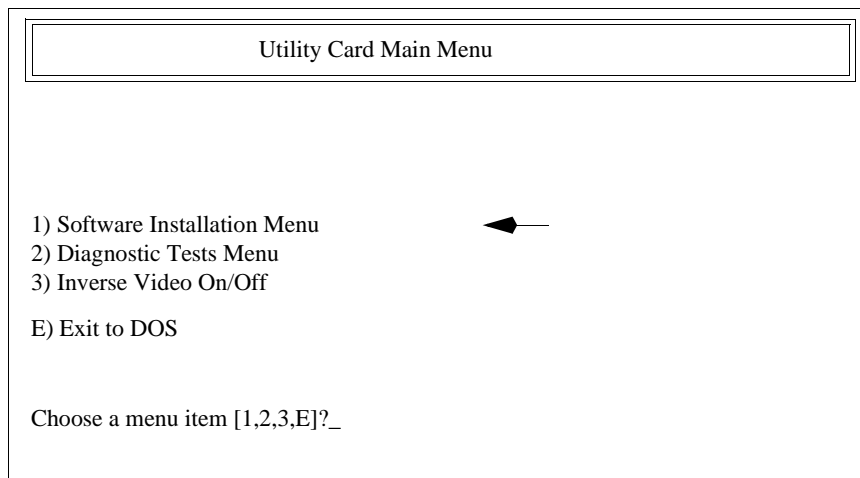 Utility Card Main Menu
1) Software Installation Menu
2) Diagnostic Tests Menu
3) Inverse Video On/Off
E) Exit to DOS
Choose a menu item [1,2,3,E]?_